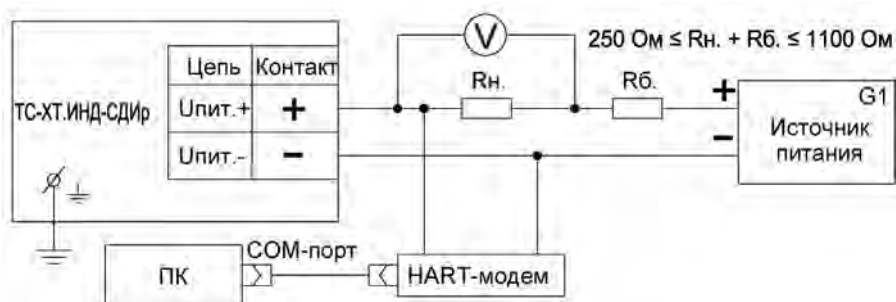 V
250 Ом ≤ Rн. + Rб. ≤ 1100 Ом
Цепь Контакт
Rн.
Rб.
ТС-ХТ.ИНД-СДИр
Uпит.+ +
Uпит.- -
+
-
G1
Источник
питания
COM-порт
ПК
HART-модем